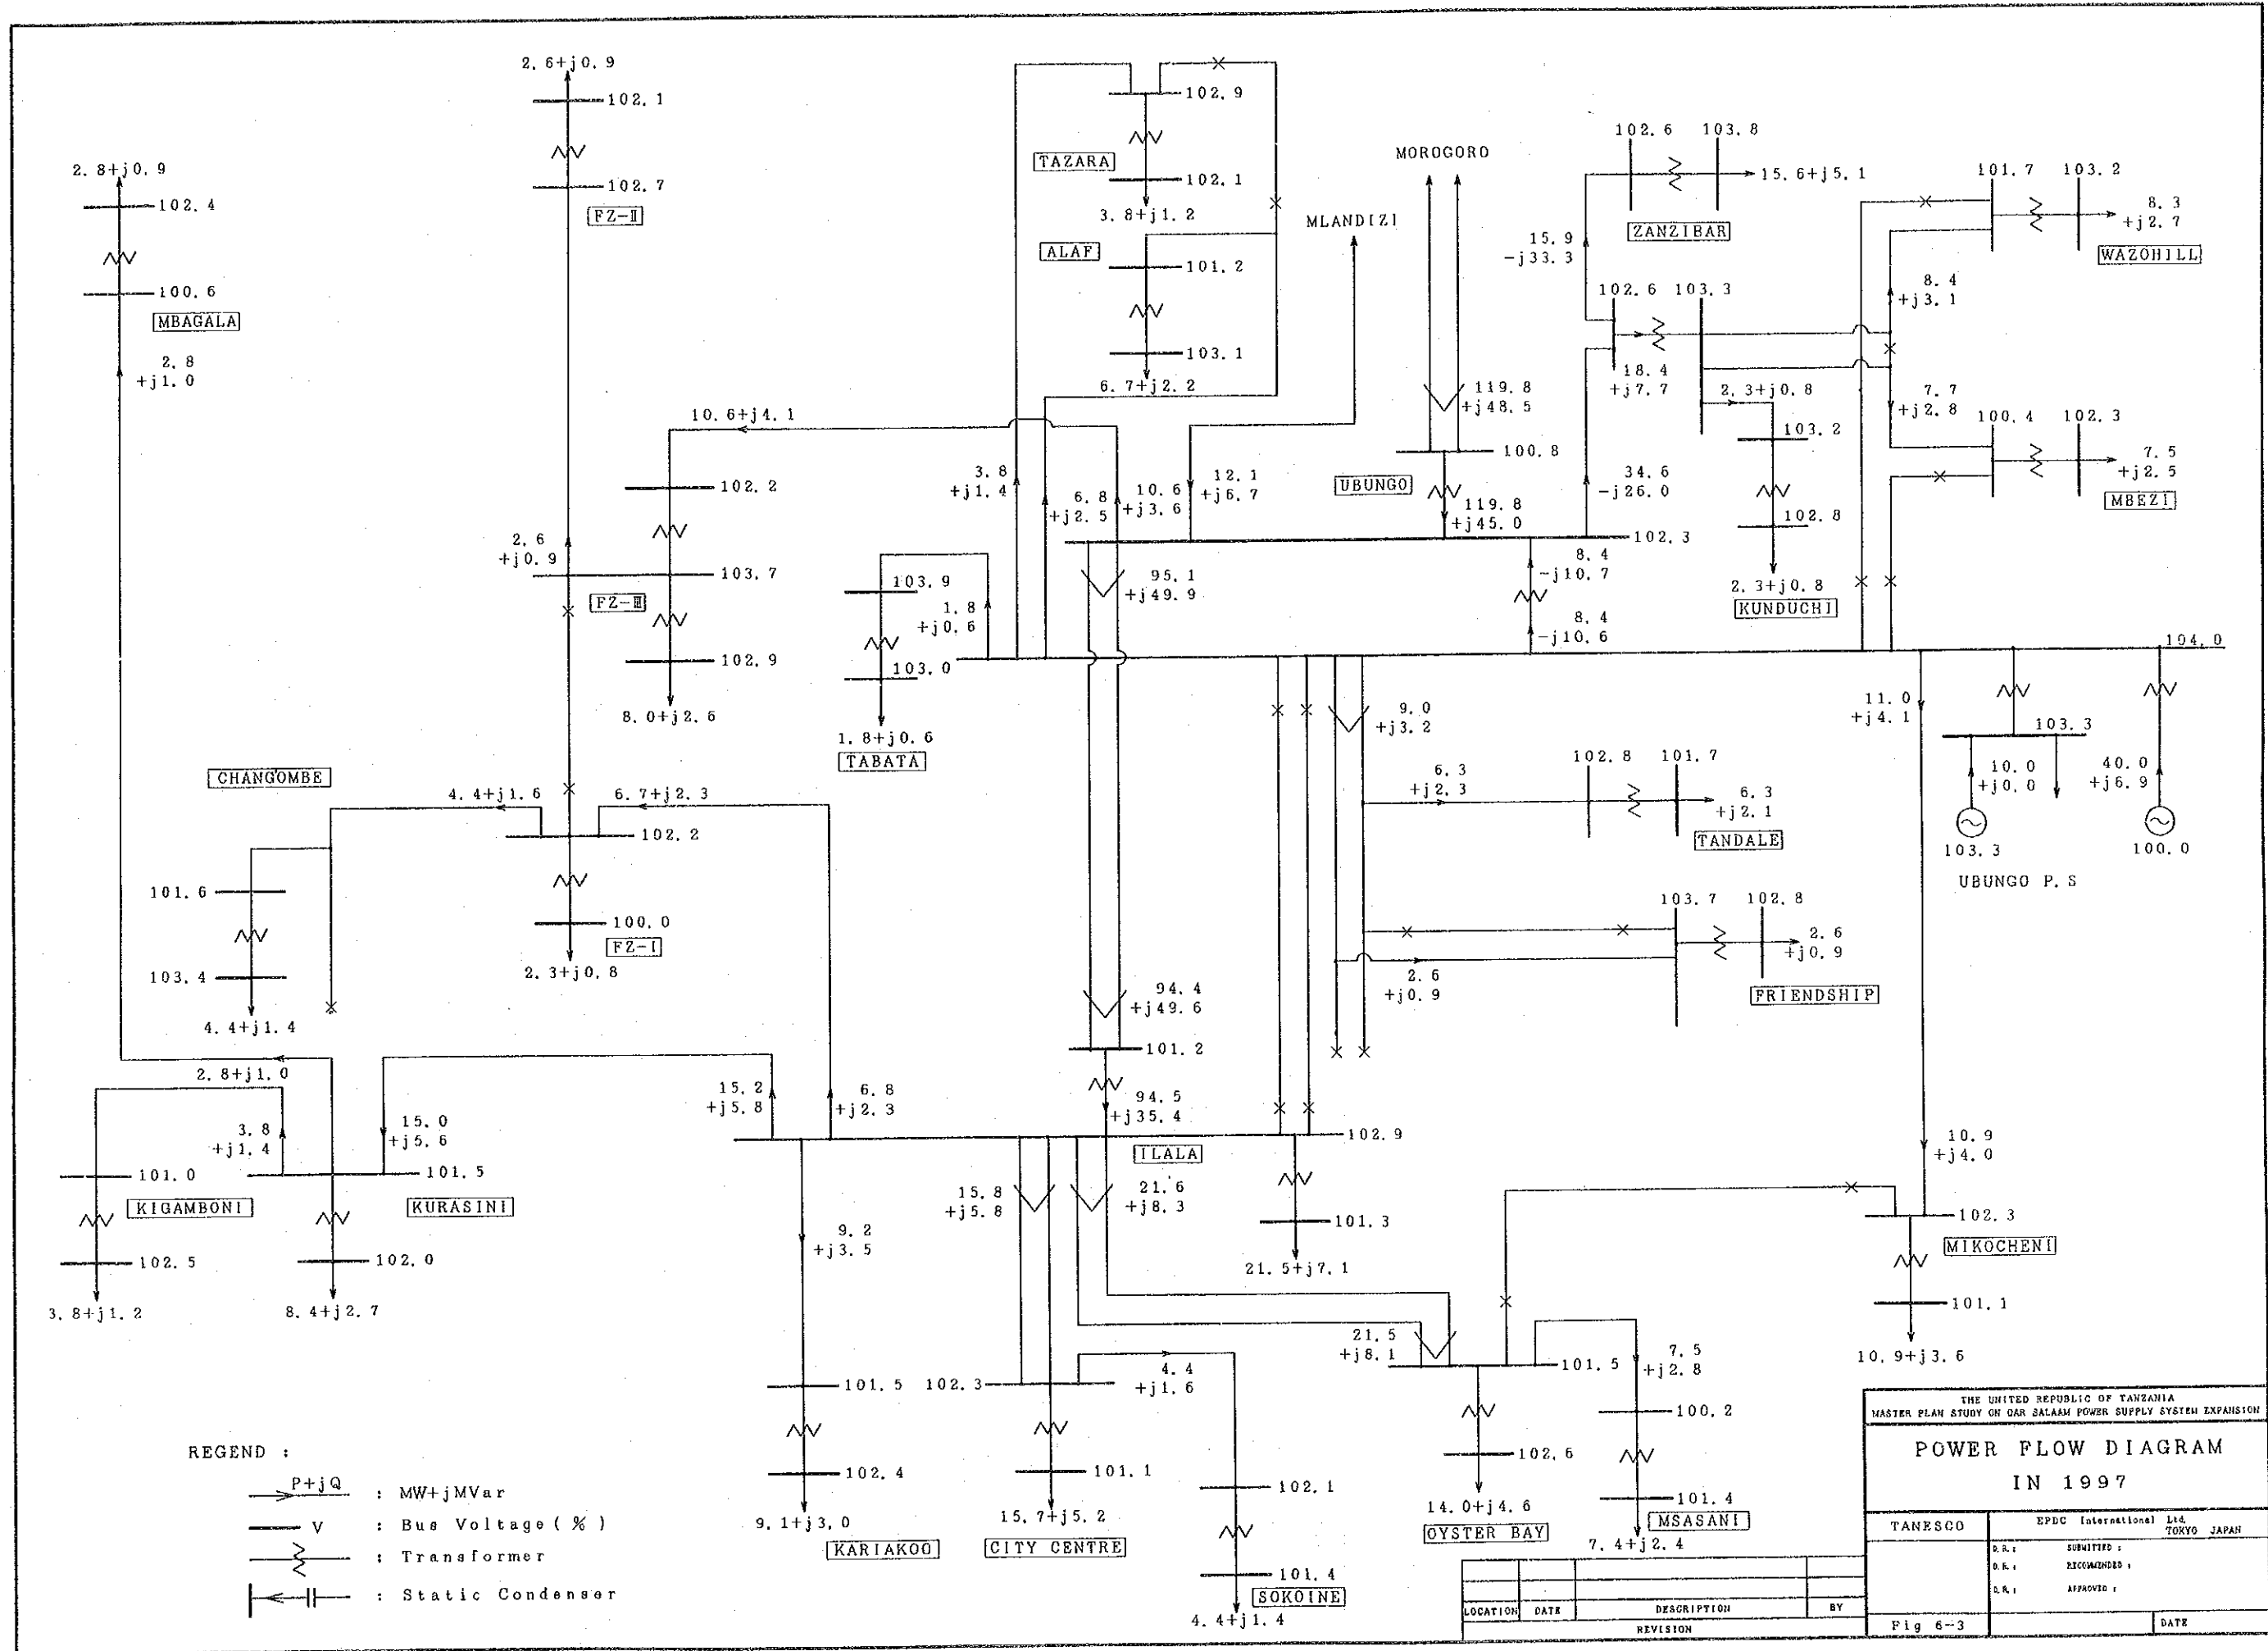 2.6+j0.9
102.1
102.7
FZ-Ⅱ
2.8+j0.9
102.4
100.6
MBAGALA
2.8
+j1.0
102.9
TAZARA
102.1
3.8+j1.2
ALAF
101.2
103.1
6.7+j2.2
MOROGORO
MLANDIZI
119.8
+j48.5
100.8
UBUNGO
119.8
+j45.0
12.1
+j6.7
10.6
+j3.6
6.8
+j2.5
3.8
+j1.4
10.6+j4.1
102.2
103.7
FZ-Ⅲ
102.9
8.0+j2.6
2.6
+j0.9
102.6 103.8
15.6+j5.1
ZANZIBAR
15.9
-j33.3
102.6 103.3
18.4
+j7.7
34.6
-j26.0
2.3+j0.8
103.2
102.8
2.3+j0.8
KUNDUCHI
101.7 103.2
8.3
+j2.7
WAZOHILL
8.4
+j3.1
7.7
+j2.8
100.4 102.3
7.5
+j2.5
MBEZI
102.3
8.4
-j10.7
8.4
-j10.6
95.1
+j49.9
103.9
1.8
+j0.6
103.0
1.8+j0.6
TABATA
104.0
11.0
+j4.1
103.3
10.0
+j0.0
40.0
+j6.9
103.3
100.0
UBUNGO P.S
9.0
+j3.2
6.3
+j2.3
102.8 101.7
6.3
+j2.1
TANDALE
103.7 102.8
2.6
+j0.9
2.6
+j0.9
FRIENDSHIP
CHANGOMBE
4.4+j1.6
6.7+j2.3
102.2
101.6
103.4
4.4+j1.4
100.0
FZ-I
2.3+j0.8
94.4
+j49.6
101.2
94.5
+j35.4
2.8+j1.0
15.2
+j5.8
6.8
+j2.3
3.8
+j1.4
15.0
+j5.6
101.0
KIGAMBONI
102.5
3.8+j1.2
101.5
KURASINI
102.0
8.4+j2.7
102.9
ILALA
9.2
+j3.5
15.8
+j5.8
21.6
+j8.3
101.3
21.5+j7.1
10.9
+j4.0
102.3
MIKOCHENI
101.1
10.9+j3.6
101.5
102.4
9.1+j3.0
KARIAKOO
102.3
4.4
+j1.6
101.1
15.7+j5.2
CITY CENTRE
102.1
101.4
SOKOINE
4.4+j1.4
21.5
+j8.1
101.5
7.5
+j2.8
102.6
14.0+j4.6
OYSTER BAY
100.2
101.4
MSASANI
7.4+j2.4
REGEND :
P+jQ : MW+jMVar
V : Bus Voltage ( % )
: Transformer
: Static Condenser
THE UNITED REPUBLIC OF TANZANIA
MASTER PLAN STUDY ON DAR SALAAM POWER SUPPLY SYSTEM EXPANSION
POWER FLOW DIAGRAM
IN 1997
TANESCO
EPDC International Ltd.
TOKYO JAPAN
D.R.: SUBMITTED :
D.R.: RECOMMENDED :
D.R.: APPROVED :
Fig 6-3
DATE
LOCATION DATE DESCRIPTION BY
REVISION